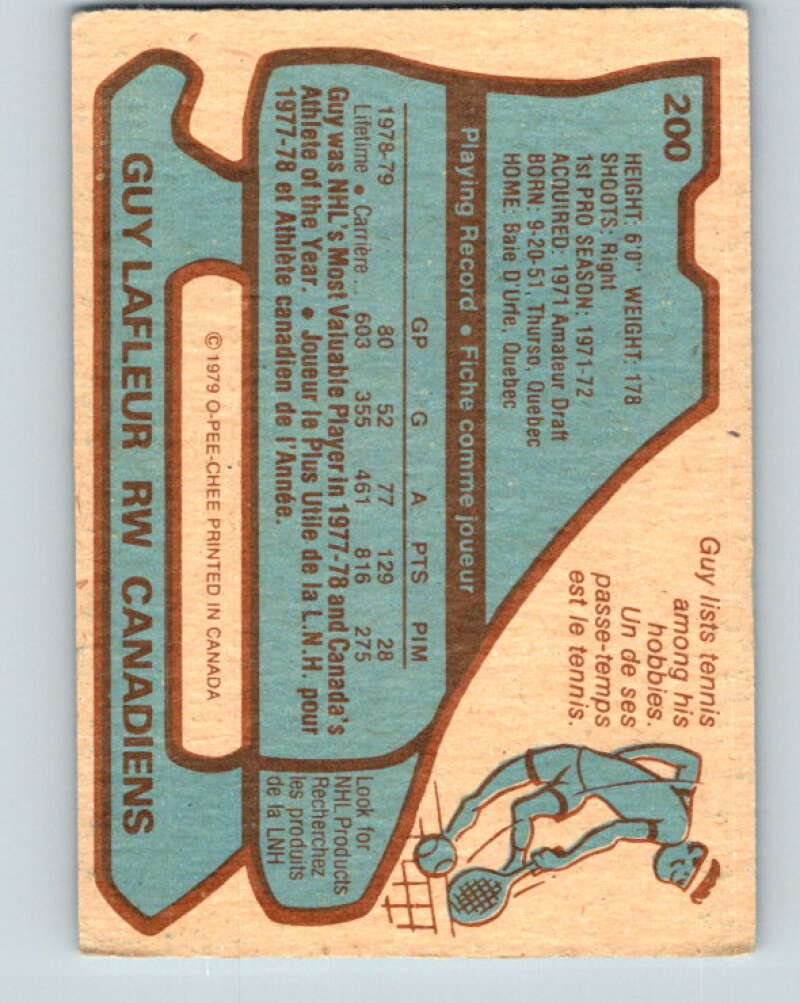 200
HEIGHT: 6'0" WEIGHT: 178
SHOOTS: Right
1st PRO SEASON: 1971-72
ACQUIRED: 1971 Amateur Draft
BORN: 9-20-51, Thurso, Quebec
HOME: Baie D'Urfe, Quebec
Playing Record • Fiche comme joueur
GP G A PTS PIM
1978-79 80 52 77 129 28
Lifetime • Carrière ... 603 355 461 816 275
Guy was NHL's Most Valuable Player in 1977-78 and Canada's
Athlete of the Year. • Joueur le Plus Utile de la L.N.H. pour
1977-78 et Athlète canadien de l'Année.
Guy lists tennis
among his
hobbies.
Un de ses
passe-temps
est le tennis.
Look for
NHL Products
Recherchez
les produits
de la LNH
©1979 O-PEE-CHEE PRINTED IN CANADA
GUY LAFLEUR RW CANADIENS